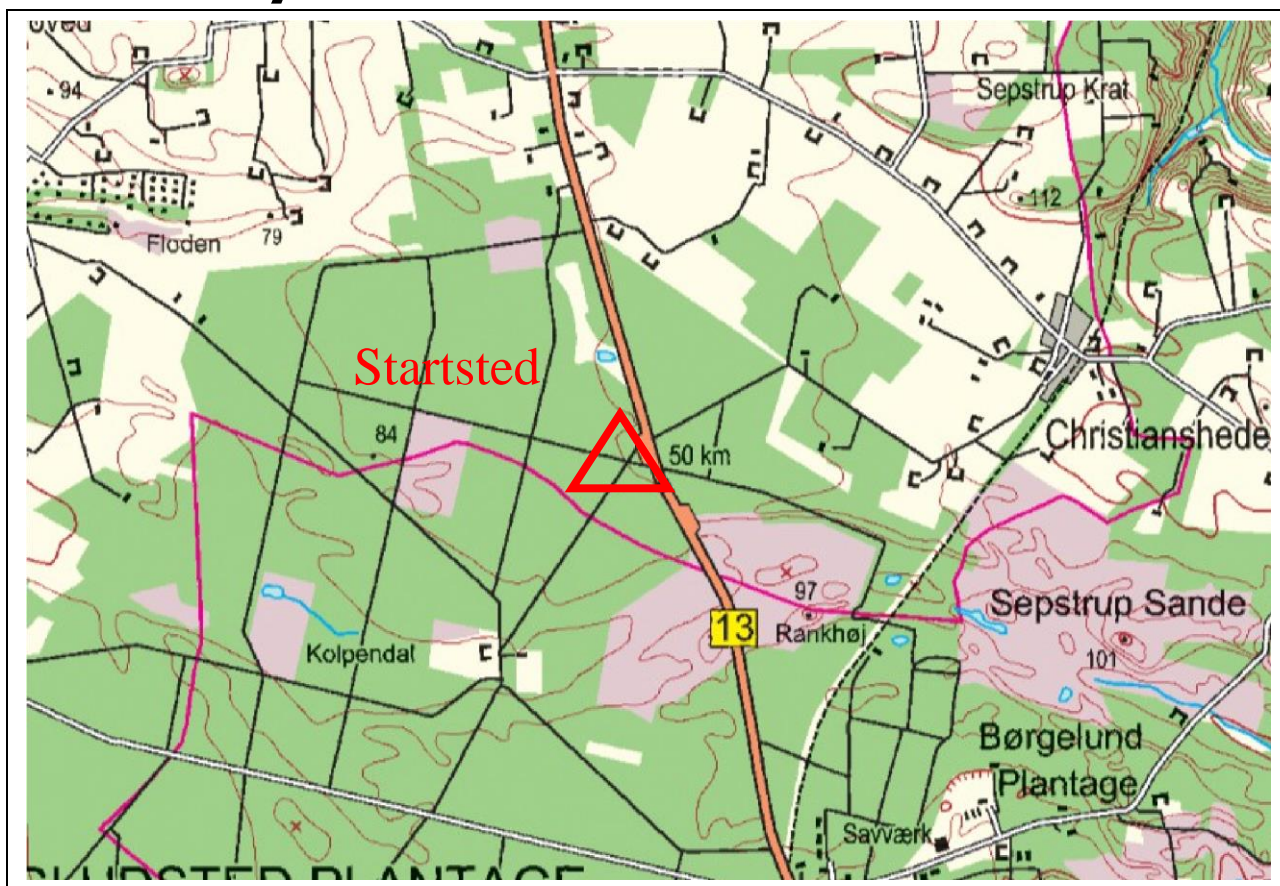 Sepstrup Krat
94
112
79
Floden
Startsted
84
50 km
Christianshede
97
13
Rankhøj
Sepstrup Sande
Kolpendal
101
Børgelund
Plantage
Savværk
PLANTAGE